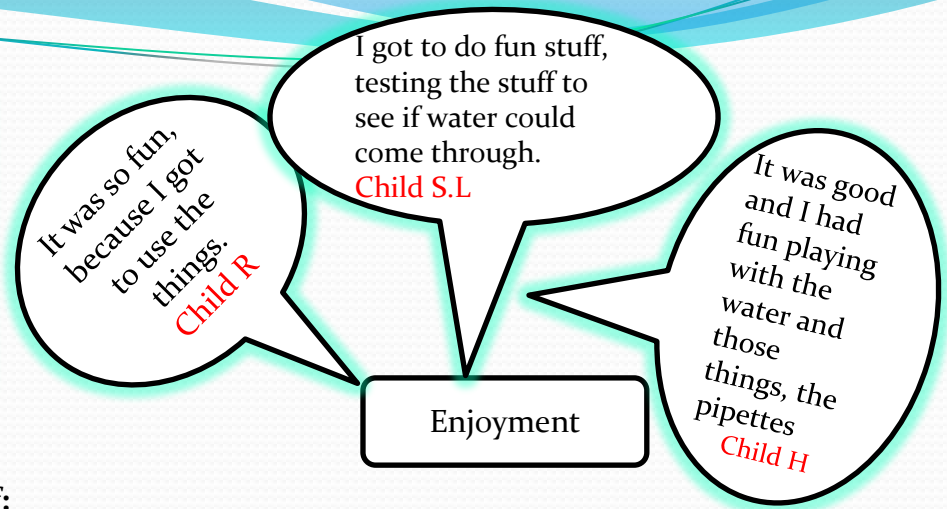 It was so fun,
because I got
to use the
things.
Child R
I got to do fun stuff,
testing the stuff to
see if water could
come through.
Child S.L
It was good
and I had
fun playing
with the
water and
those
things, the
pipettes
Child H
Enjoyment